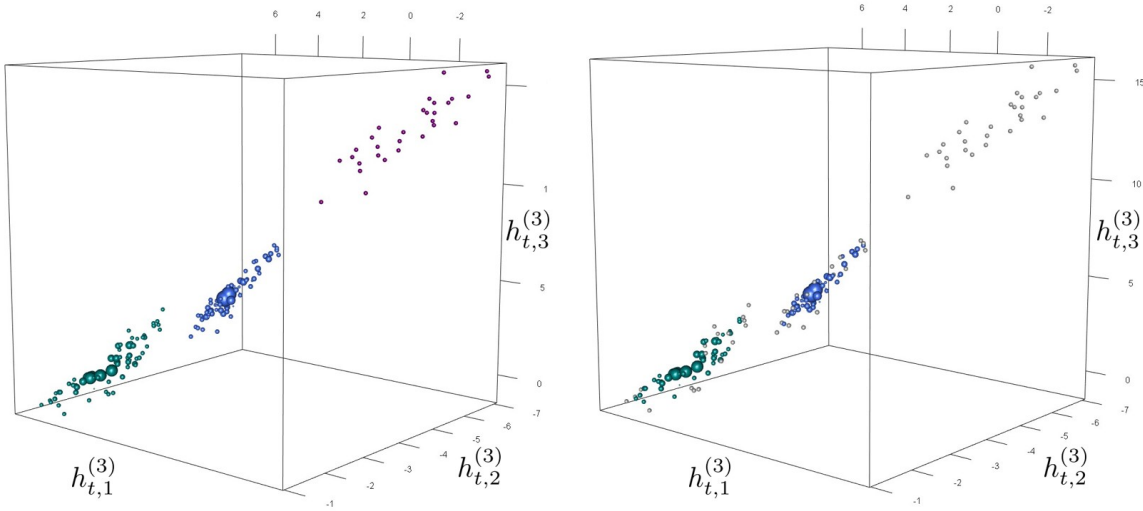 6 4 2 0 -2
1
h_{t,3}^{(3)}
5
0
-7
-6
-5
-4
-3
-2
-1
h_{t,1}^{(3)}
h_{t,2}^{(3)}
6 4 2 0 -2
15
10
h_{t,3}^{(3)}
5
0
-7
-6
-5
-4
-3
-2
-1
h_{t,1}^{(3)}
h_{t,2}^{(3)}